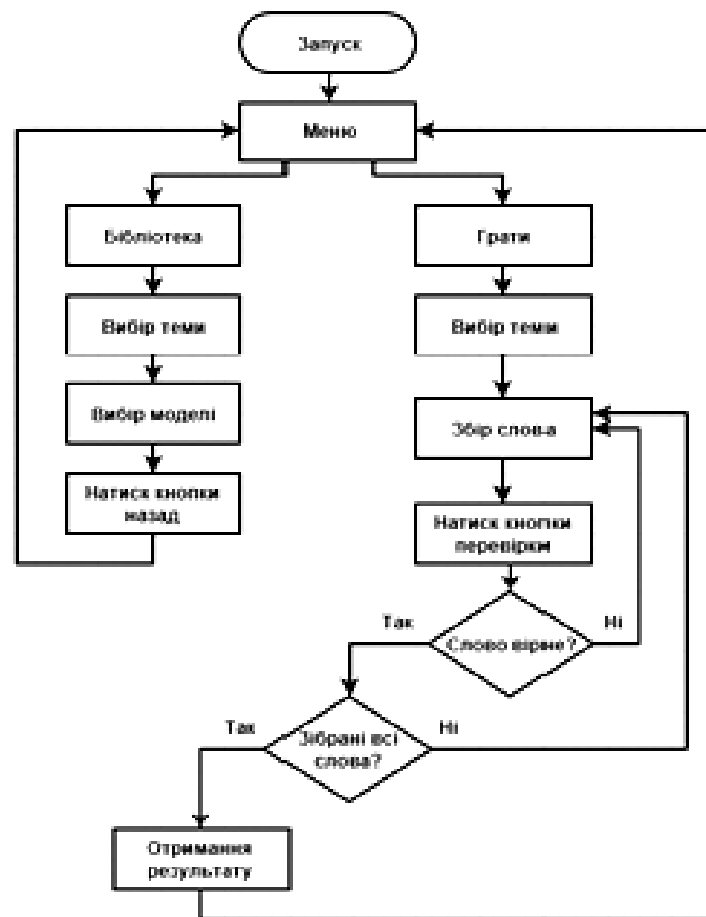 Запуск
Меню
Бібліотека
Грати
Вибір теми
Вибір теми
Вибір моделі
Збір слова
Натиск кнопки
назад
Натиск кнопки
перевірки
Так
Слово вірне?
Ні
Так
Зібрані всі
слова?
Ні
Отримання
результату